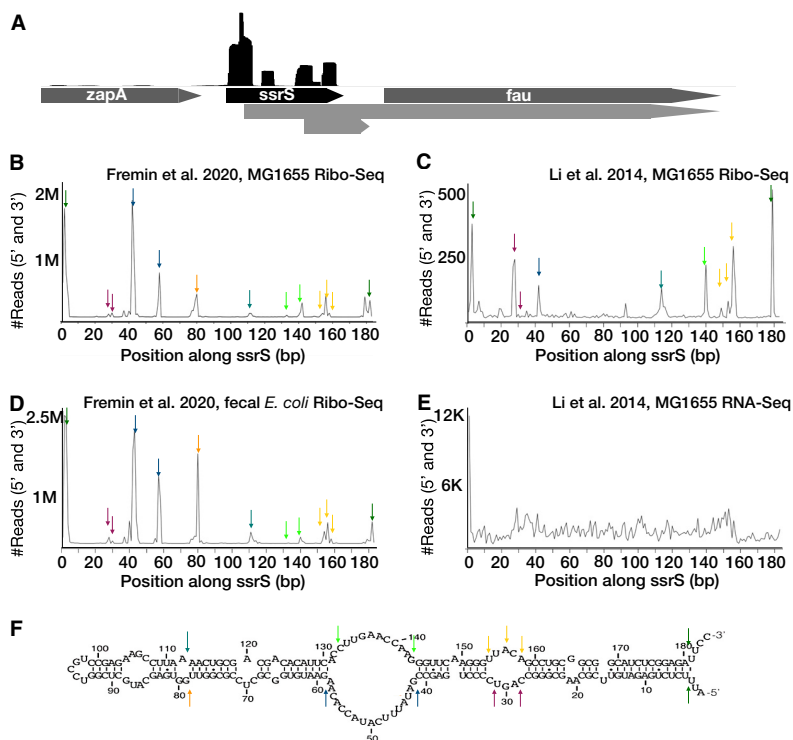 A
zapA
ssrS
fau
B
Fremin et al. 2020, MG1655 Ribo-Seq
#Reads (5' and 3')
2M
1M
0 20 40 60 80 100 120 140 160 180
Position along ssrS (bp)
C
Li et al. 2014, MG1655 Ribo-Seq
#Reads (5' and 3')
500
250
0 20 40 60 80 100 120 140 160 180
Position along ssrS (bp)
D
Fremin et al. 2020, fecal E. coli Ribo-Seq
#Reads (5' and 3')
2.5M
1M
0 20 40 60 80 100 120 140 160 180
Position along ssrS (bp)
E
Li et al. 2014, MG1655 RNA-Seq
#Reads (5' and 3')
12K
6K
0 20 40 60 80 100 120 140 160 180
Position along ssrS (bp)
F
100 110 120 130 140 150 160 170 180
-3'
-5'
90 80 70 60 50 40 30 20 10